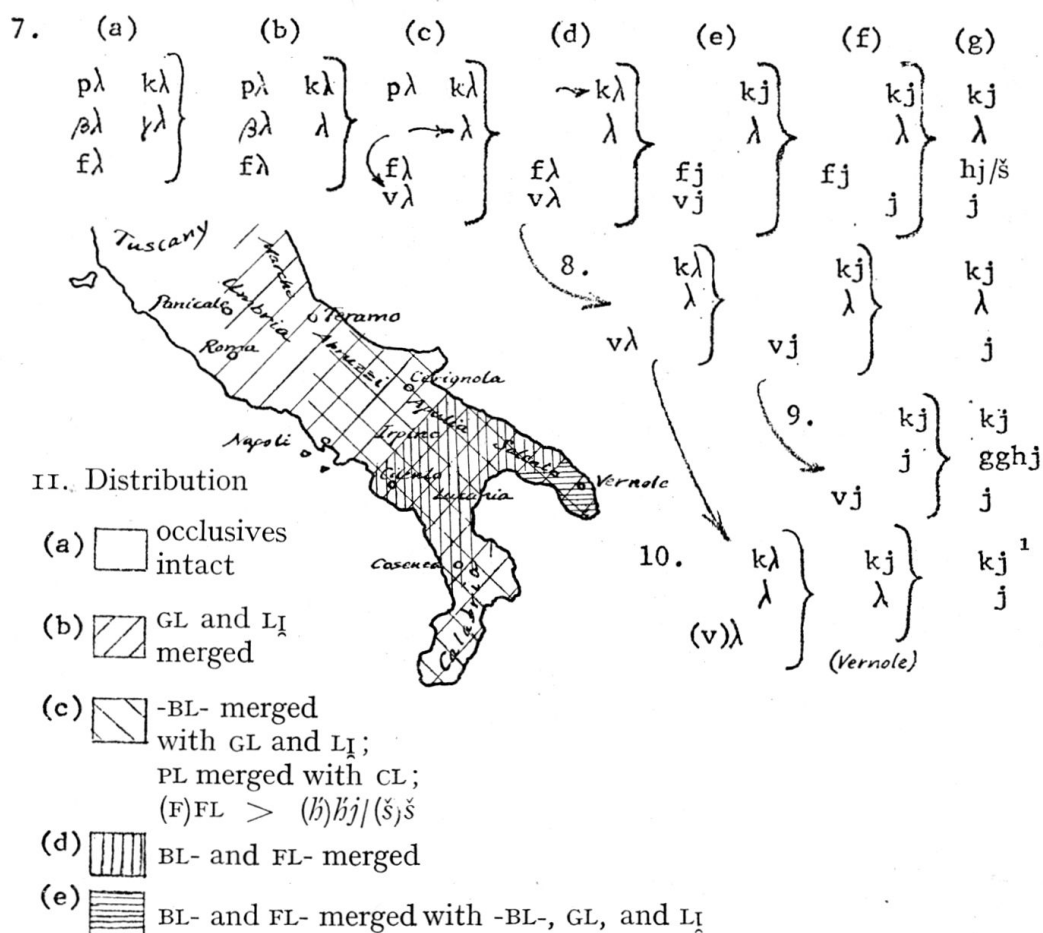 7. (a) (b) (c) (d) (e) (f) (g)
pλ kλ pλ kλ pλ kλ →kλ kj kj kj
βλ γλ βλ λ → λ λ λ λ λ
fλ fλ fλ fλ fj fj hj/š
vλ vλ vj j j
8. kλ kj kj
λ λ λ
vλ vj j
9. kj kj
j gghj
vj j
10. kλ kj kj ¹
λ λ j
(v)λ (Vernole)
Tuscany
Marche
Umbria
Panicale
Teramo
Roma
Abruzzi
Cerignola
Apulia
Napoli
Irpino
Salento
Vernole
Cilento
Lucania
Cosenza
Calabria
11. Distribution
(a) occlusives
intact
(b) GL and LI̯
merged
(c) -BL- merged
with GL and LI̯;
PL merged with CL;
(F)FL > (h́)h́j/(š)š
(d) BL- and FL- merged
(e) BL- and FL- merged with -BL-, GL, and LI̯